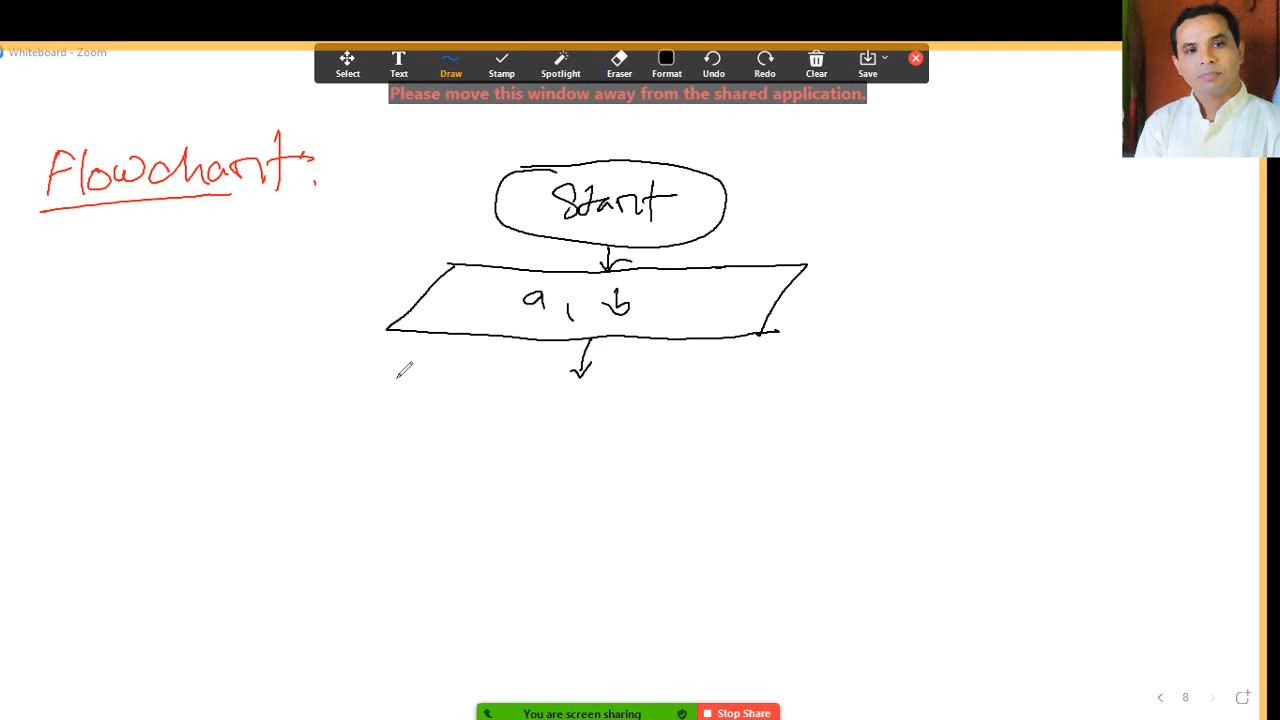 Whiteboard - Zoom
Select Text Draw Stamp Spotlight Eraser Format Undo Redo Clear Save
Please move this window away from the shared application.
Flowchart:
Start
a, b
8
You are screen sharing Stop Share